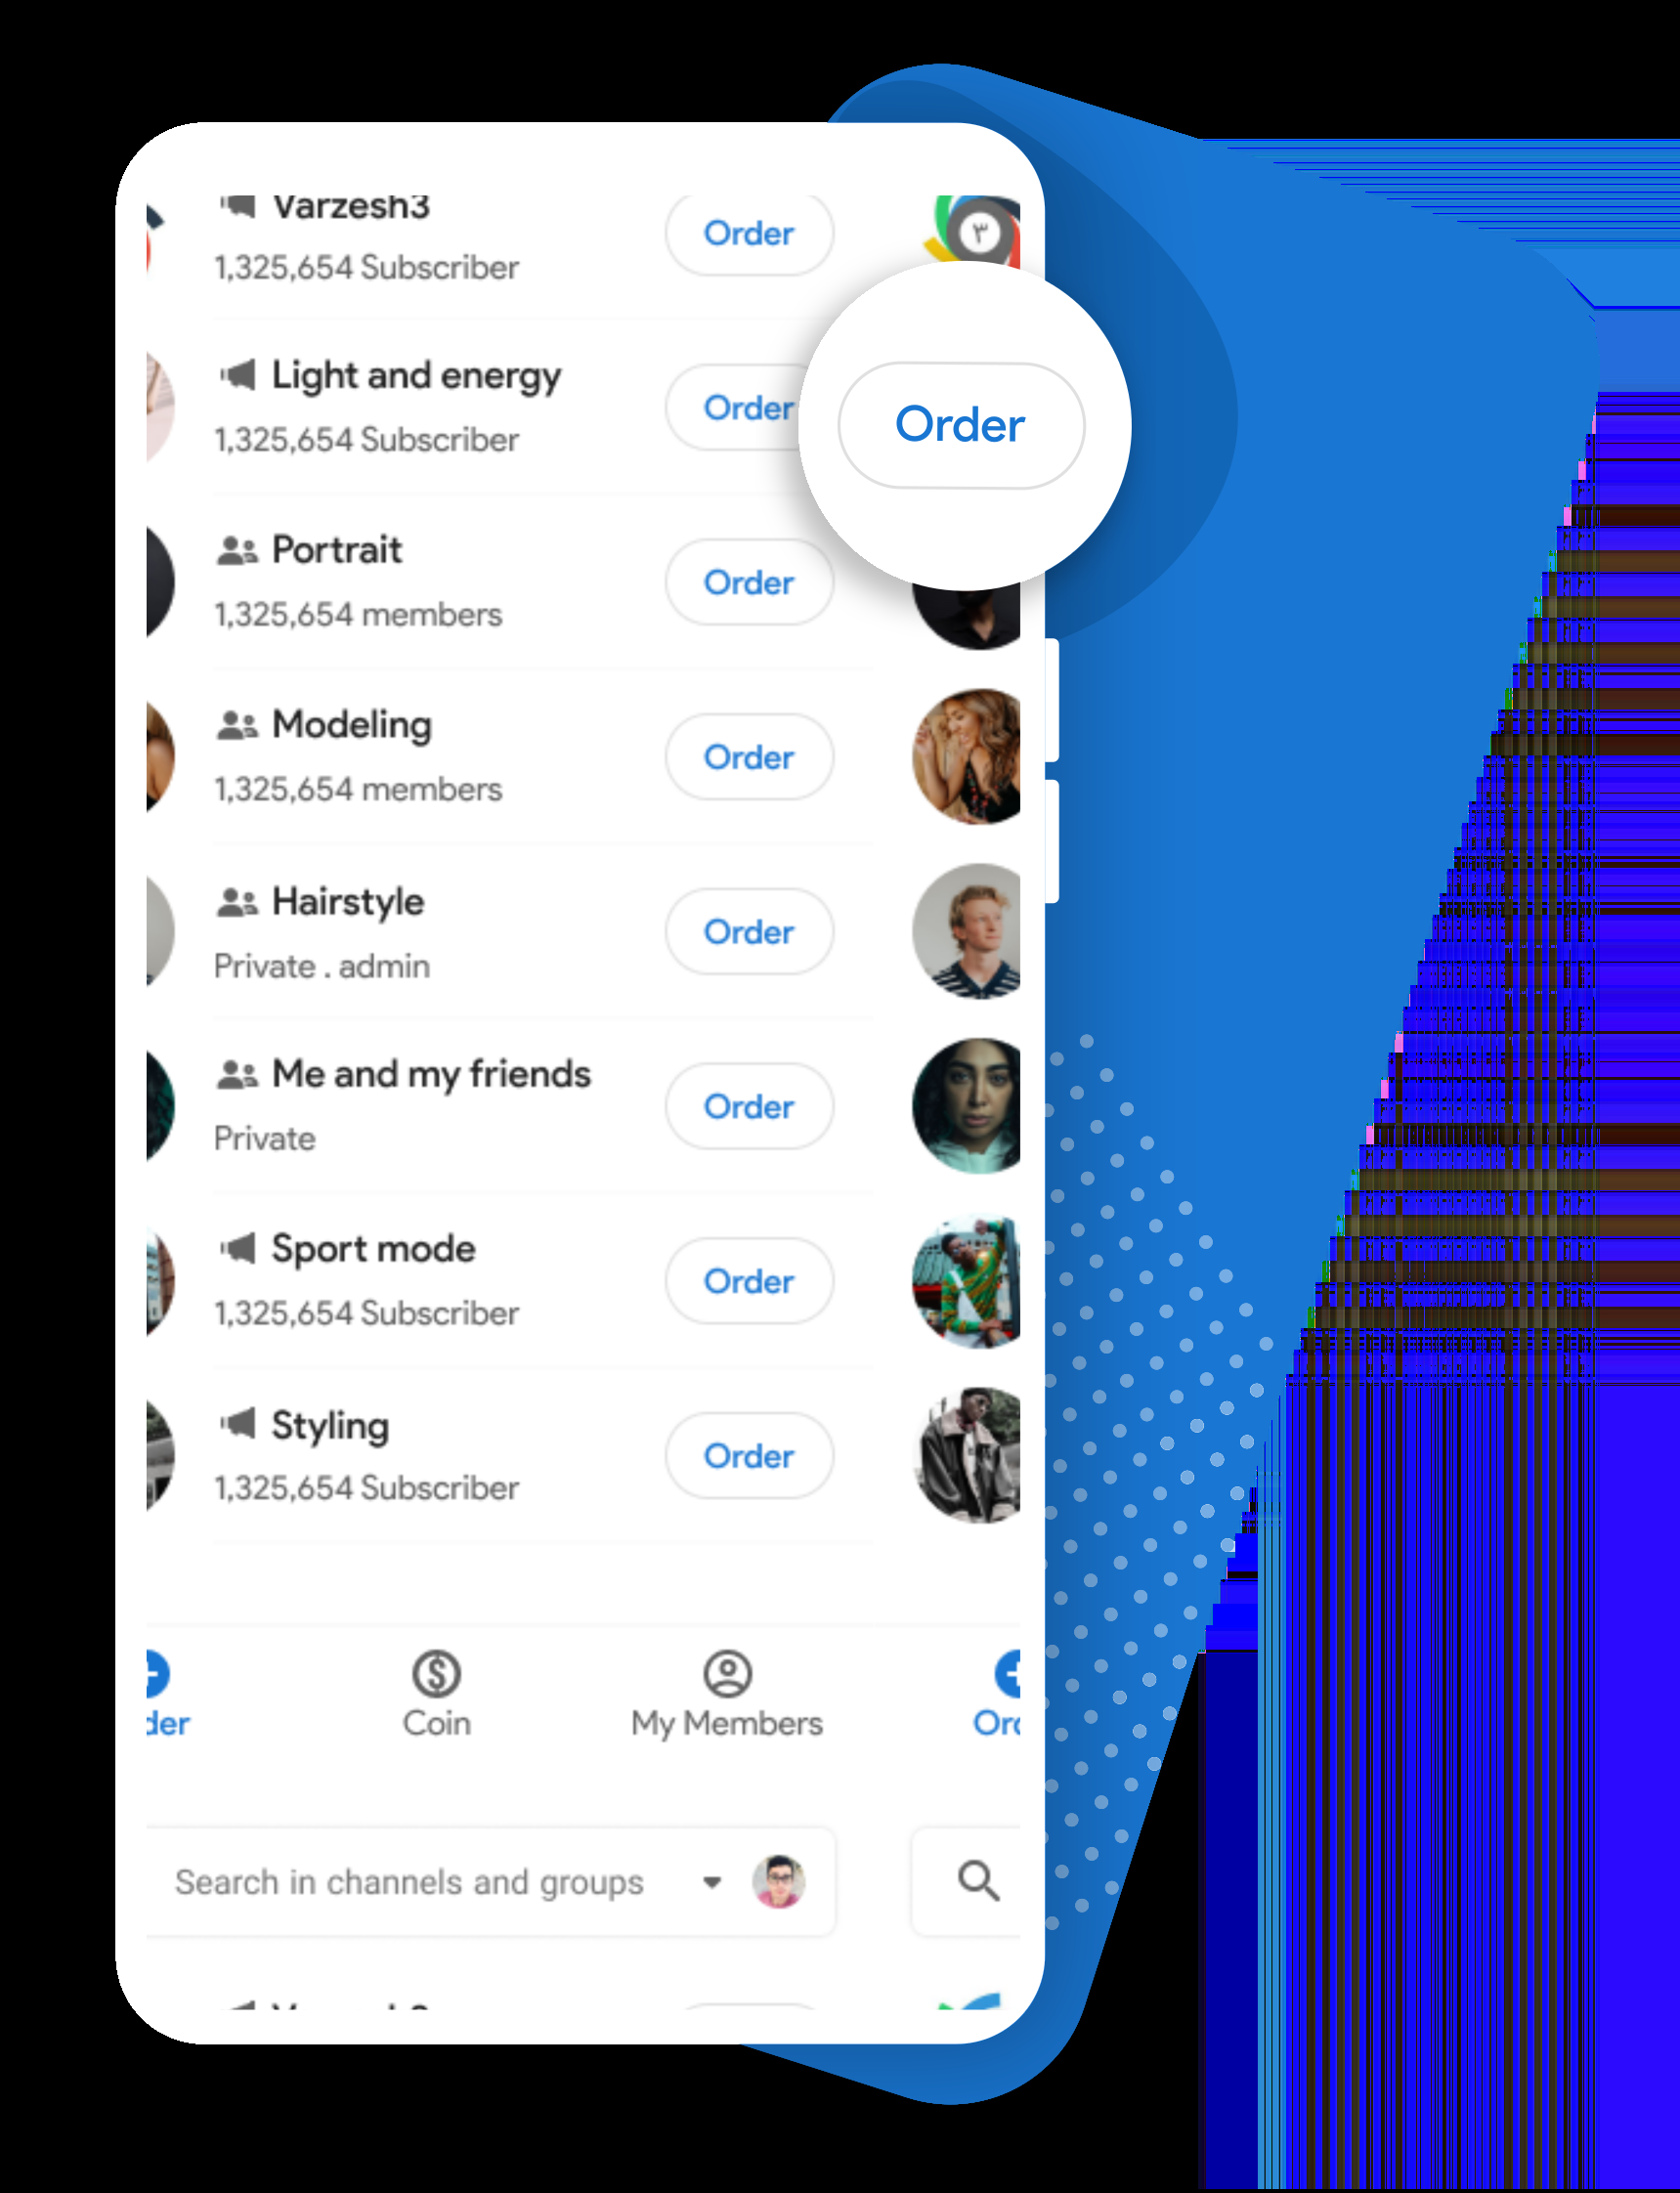 Varzesh3
Order
1,325,654 Subscriber
۳
Light and energy
Order
1,325,654 Subscriber
Order
Portrait
Order
1,325,654 members
Modeling
Order
1,325,654 members
Hairstyle
Order
Private . admin
Me and my friends
Order
Private
Sport mode
Order
1,325,654 Subscriber
Styling
Order
1,325,654 Subscriber
der
Coin
My Members
Ord
Search in channels and groups